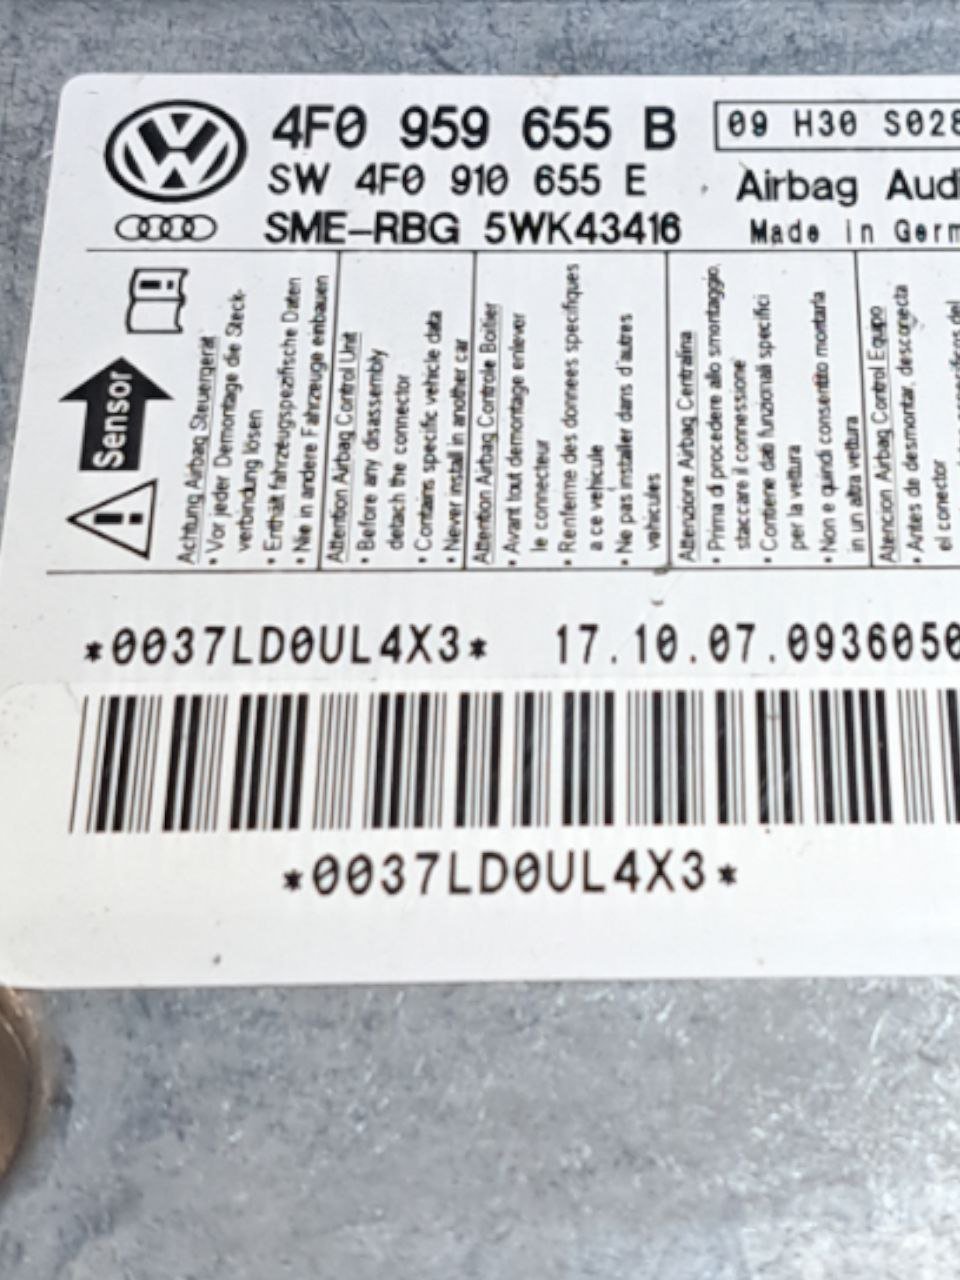 4F0 959 655 B
09 H30 S028
SW 4F0 910 655 E
Airbag Audi
SME-RBG 5WK43416
Made in Germ
Sensor
Achtung Airbag Steuergerät
• Vor jeder Demontage die Steck-
verbindung lösen
• Enthält fahrzeugspezifische Daten
• Nie in andere Fahrzeuge einbauen
Attention Airbag Control Unit
• Before any disassembly
detach the connector
• Contains specific vehicle data
• Never install in another car
Attention Airbag Controle Boitier
• Avant tout demontage enlever
le connecteur
• Renferme des donnees specifiques
a ce vehicule
• Ne pas installer dans d'autres
vehicules
Attenzione Airbag Centralina
• Prima di procedere allo smontaggio,
staccare il connessione
• Contiene dati funzionali specifici
per la vettura
• Non e quindi consentito montarla
in un altra vettura
Atencion Airbag Control Equipo
• Antes de desmontar, desconecta
el conector
*0037LD0UL4X3* 17.10.07.0936050
*0037LD0UL4X3*